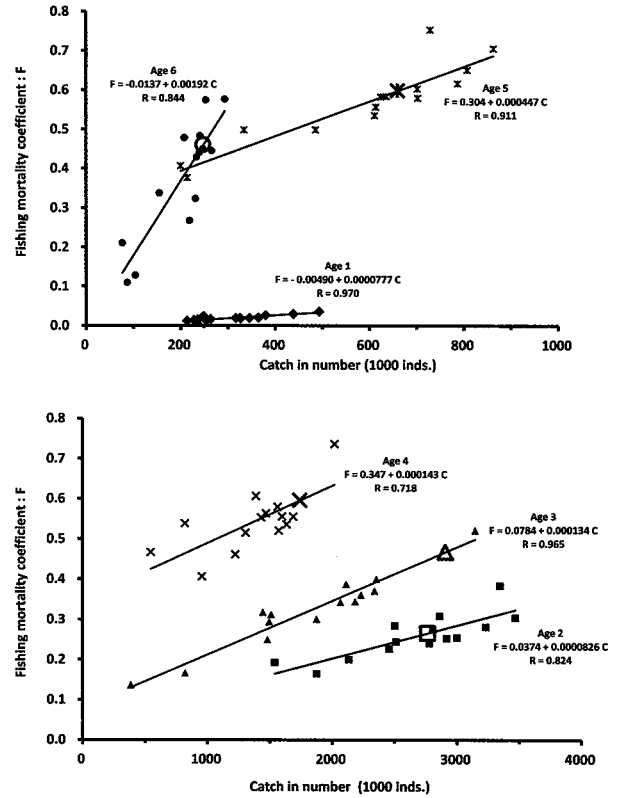 0.8
0.7
0.6
0.5
0.4
0.3
0.2
0.1
0.0
Fishing mortality coefficient : F
Age 6
F = -0.0137 + 0.00192 C
R = 0.844
Age 5
F = 0.304 + 0.000447 C
R = 0.911
Age 1
F = - 0.00490 + 0.0000777 C
R = 0.970
0 200 400 600 800 1000
Catch in number (1000 inds.)
0.8
0.7
0.6
0.5
0.4
0.3
0.2
0.1
0.0
Fishing mortality coefficient : F
Age 4
F = 0.347 + 0.000143 C
R = 0.718
Age 3
F = 0.0784 + 0.000134 C
R = 0.965
Age 2
F = 0.0374 + 0.0000826 C
R = 0.824
0 1000 2000 3000 4000
Catch in number (1000 inds.)